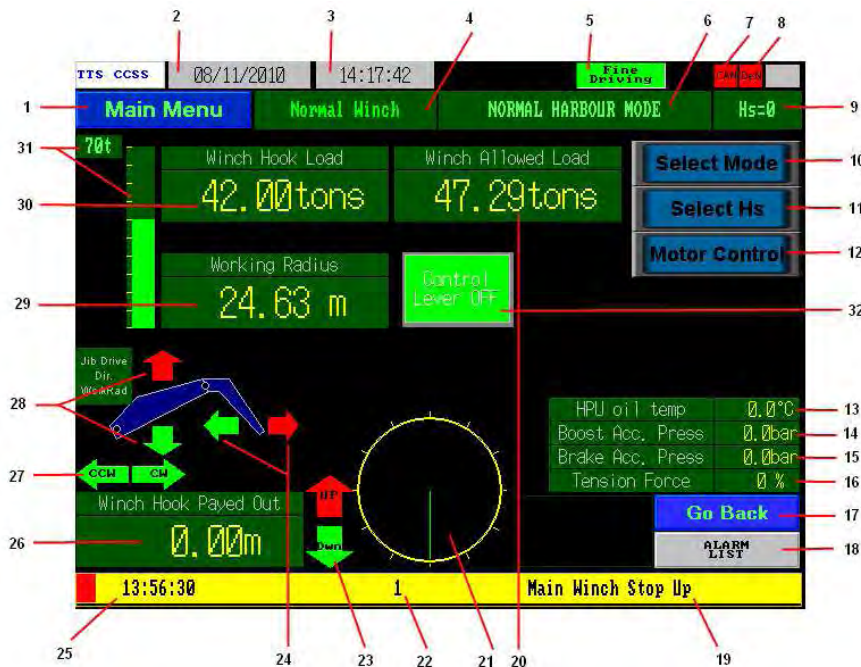 2 3 4 5 6 7 8
TTS CCSS 08/11/2010 14:17:42 Fine Driving CAN DpN
1 Main Menu Normal Winch NORMAL HARBOUR MODE Hs=0 9
31 70t
Winch Hook Load Winch Allowed Load Select Mode 10
30 42.00tons 47.29tons Select Hs 11
Working Radius Motor Control 12
29 24.63 m Control Lever OFF 32
Jib Drive
Dir.
WorkRad
28
HPU oil temp 0.0°C 13
Boost Acc. Press 0.0bar 14
27 CCW CW Brake Acc. Press 0.0bar 15
Tension Force 0 % 16
Winch Hook Payed Out UP Go Back 17
26 0.00m Dwn ALARM LIST 18
13:56:30 1 Main Winch Stop Up
25 24 23 22 21 20 19